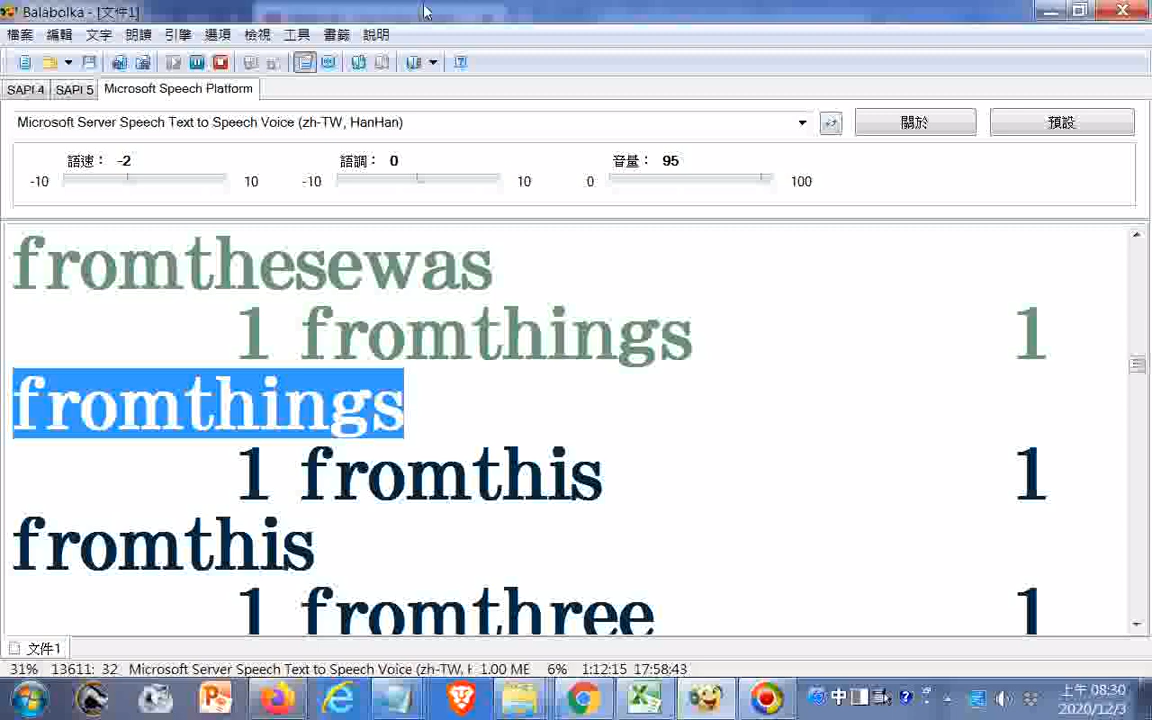 Balabolka - [文件1]
檔案 編輯 文字 朗讀 引擎 選項 檢視 工具 書籤 說明
SAPI 4 SAPI 5 Microsoft Speech Platform
Microsoft Server Speech Text to Speech Voice (zh-TW, HanHan) 關於 預設
語速： -2 語調： 0 音量： 95
-10 10 -10 10 0 100
fromthesewas
1 fromthings 1
fromthings
1 fromthis 1
fromthis
1 fromthree 1
文件1
31% 13611: 32 Microsoft Server Speech Text to Speech Voice (zh-TW, H 1.00 ME 6% 1:12:15 17:58:43
中 上午 08:30
2020/12/3